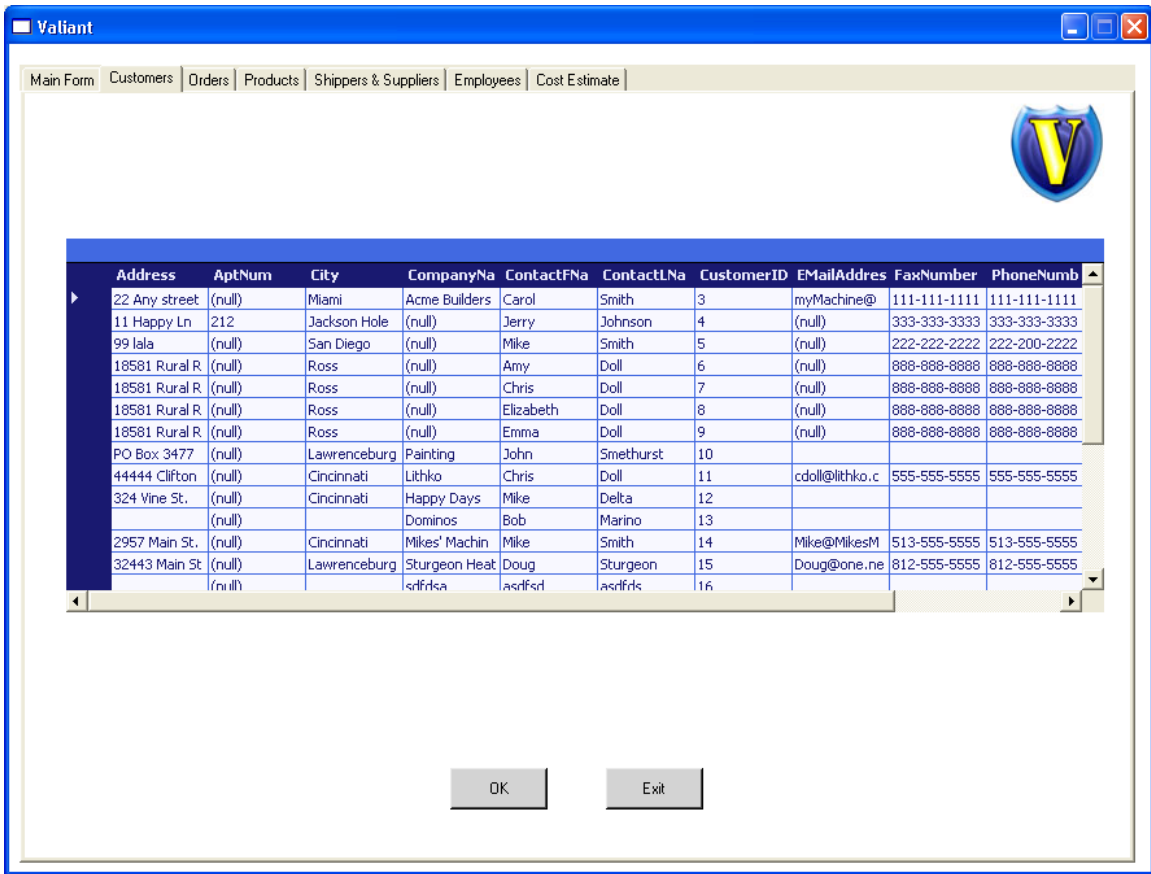 Valiant
Main Form Customers Orders Products Shippers & Suppliers Employees Cost Estimate
V
Address AptNum City CompanyNa ContactFNa ContactLNa CustomerID EMailAddres FaxNumber PhoneNumb
22 Any street (null) Miami Acme Builders Carol Smith 3 myMachine@ 111-111-1111 111-111-1111
11 Happy Ln 212 Jackson Hole (null) Jerry Johnson 4 (null) 333-333-3333 333-333-3333
99 lala (null) San Diego (null) Mike Smith 5 (null) 222-222-2222 222-200-2222
18581 Rural R (null) Ross (null) Amy Doll 6 (null) 888-888-8888 888-888-8888
18581 Rural R (null) Ross (null) Chris Doll 7 (null) 888-888-8888 888-888-8888
18581 Rural R (null) Ross (null) Elizabeth Doll 8 (null) 888-888-8888 888-888-8888
18581 Rural R (null) Ross (null) Emma Doll 9 (null) 888-888-8888 888-888-8888
PO Box 3477 (null) Lawrenceburg Painting John Smethurst 10
44444 Clifton (null) Cincinnati Lithko Chris Doll 11 cdoll@lithko.c 555-555-5555 555-555-5555
324 Vine St. (null) Cincinnati Happy Days Mike Delta 12
(null) Dominos Bob Marino 13
2957 Main St. (null) Cincinnati Mikes' Machin Mike Smith 14 Mike@MikesM 513-555-5555 513-555-5555
32443 Main St (null) Lawrenceburg Sturgeon Heat Doug Sturgeon 15 Doug@one.ne 812-555-5555 812-555-5555
(null) sdfdsa asdfsd asdfds 16
OK Exit